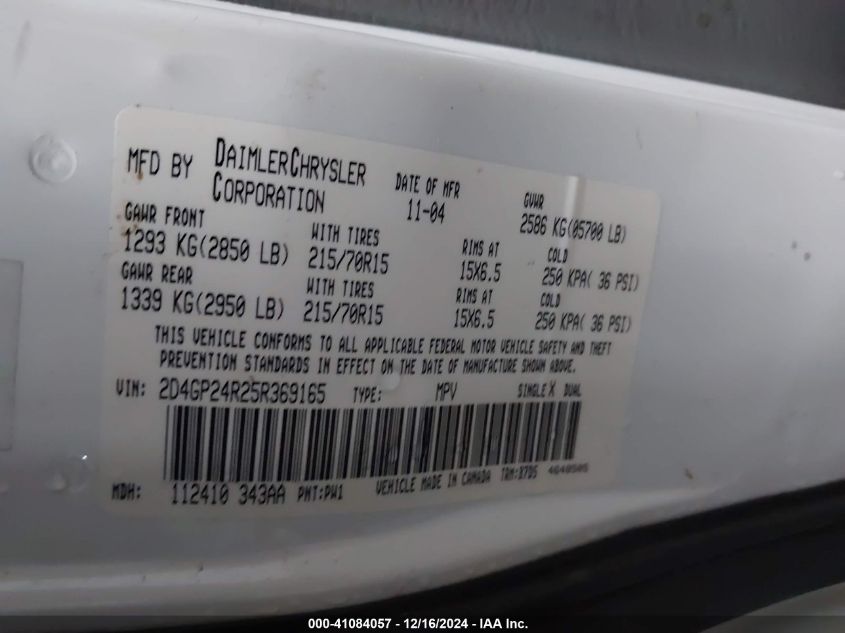 MFD BY DAIMLERCHRYSLER CORPORATION DATE OF MFR 11-04 GVWR 2586 KG(05700 LB)
GAWR FRONT WITH TIRES RIMS AT COLD
1293 KG(2850 LB) 215/70R15 15X6.5 250 KPA( 36 PSI)
GAWR REAR WITH TIRES RIMS AT COLD
1339 KG(2950 LB) 215/70R15 15X6.5 250 KPA( 36 PSI)
THIS VEHICLE CONFORMS TO ALL APPLICABLE FEDERAL MOTOR VEHICLE SAFETY AND THEFT
PREVENTION STANDARDS IN EFFECT ON THE DATE OF MANUFACTURE SHOWN ABOVE.
VIN: 2D4GP24R25R369165 TYPE: MPV SINGLE X DUAL
MDH: 112410 343AA PNT:PW1 VEHICLE MADE IN CANADA
000-41084057 - 12/16/2024 - IAA Inc.